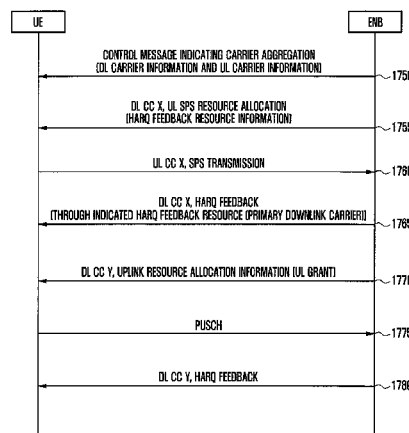 UE
ENB
CONTROL MESSAGE INDICATING CARRIER AGGREGATION
[DL CARRIER INFORMATION AND UL CARRIER INFORMATION]
1750
DL CC X, UL SPS RESOURCE ALLOCATION
[HARQ FEEDBACK RESOURCE INFORMATION]
1755
UL CC X, SPS TRANSMISSION
1760
DL CC X, HARQ FEEDBACK
[THROUGH INDICATED HARQ FEEDBACK RESOURCE (PRIMARY DOWNLINK CARRIER)]
1765
DL CC Y, UPLINK RESOURCE ALLOCATION INFORMATION [UL GRANT]
1770
PUSCH
1775
DL CC Y, HARQ FEEDBACK
1780